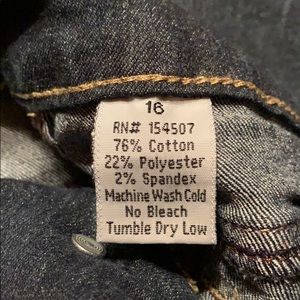 16
RN# 154507
76% Cotton
22% Polyester
2% Spandex
Machine Wash Cold
No Bleach
Tumble Dry Low